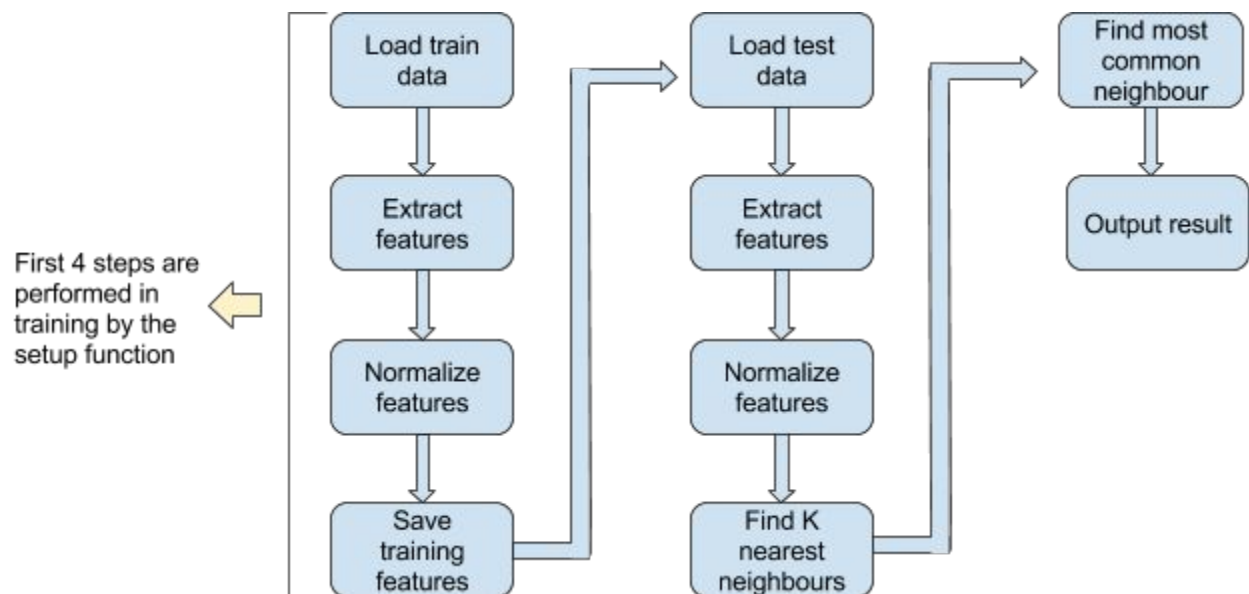 First 4 steps are
performed in
training by the
setup function
Load train
data
Extract
features
Normalize
features
Save
training
features
Load test
data
Extract
features
Normalize
features
Find K
nearest
neighbours
Find most
common
neighbour
Output result